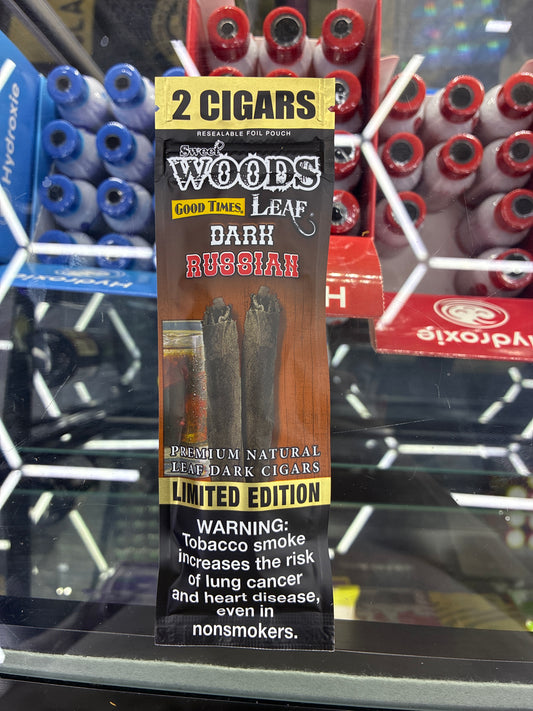 2 CIGARS
RESEALABLE FOIL POUCH
Sweet
WOODS
GOOD TIMES® LEAF
DARK
RUSSIAN
PREMIUM NATURAL
LEAF DARK CIGARS
LIMITED EDITION
WARNING:
Tobacco smoke
increases the risk
of lung cancer
and heart disease,
even in
nonsmokers.
Hydroxie
Hydroxie
H
Hydroxie